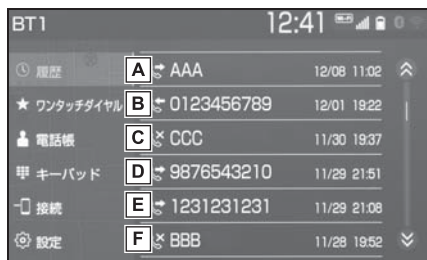 BT1 12:41
履歴 A AAA 12/08 11:02
ワンタッチダイヤル B 0123456789 12/01 19:22
電話帳 C CCC 11/30 19:37
キーパッド D 9876543210 11/29 21:51
接続 E 1231231231 11/29 21:08
設定 F BBB 11/28 19:52